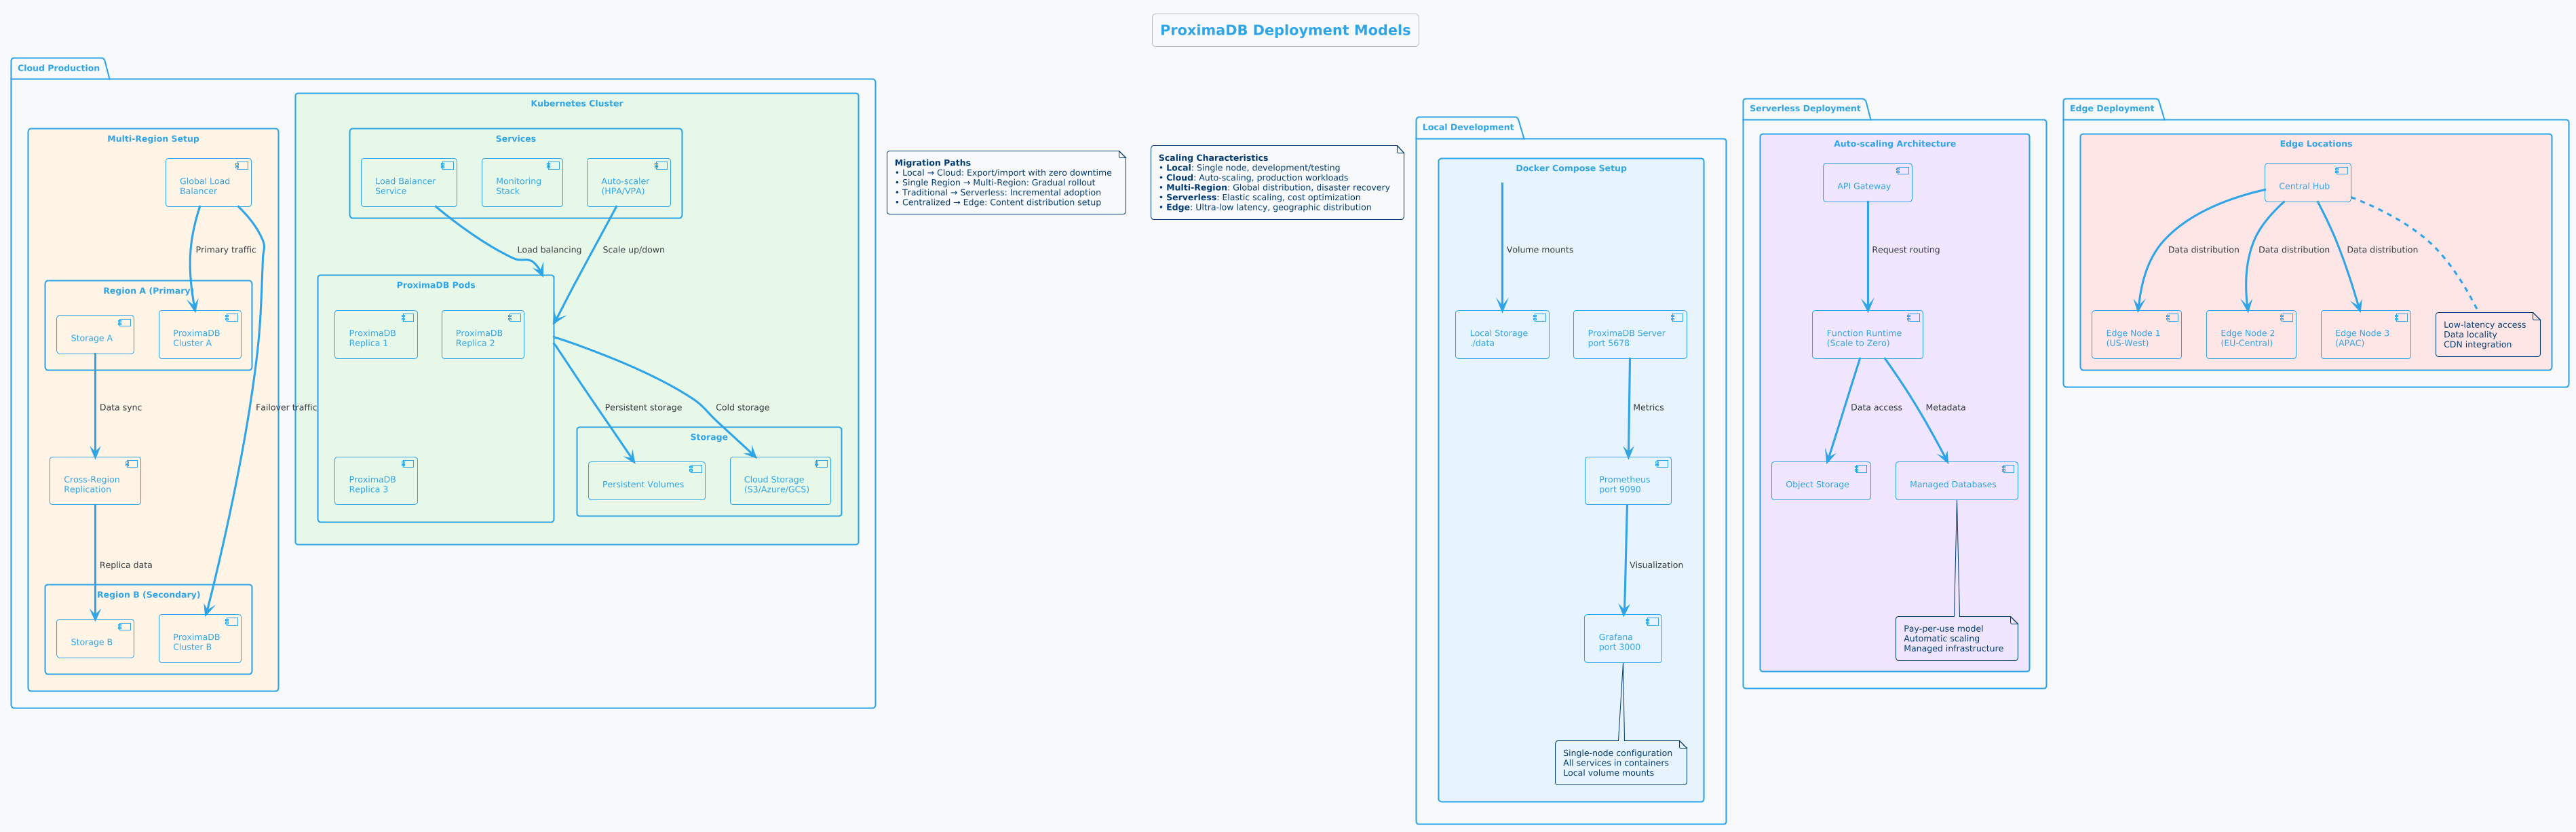 ProximaDB Deployment Models
Cloud Production
Multi-Region Setup
Global Load
Balancer
Primary traffic
Region A (Primary)
Storage A
ProximaDB
Cluster A
Data sync
Failover traffic
Cross-Region
Replication
Replica data
Region B (Secondary)
Storage B
ProximaDB
Cluster B
Kubernetes Cluster
Services
Load Balancer
Service
Monitoring
Stack
Auto-scaler
(HPA/VPA)
Load balancing
Scale up/down
ProximaDB Pods
ProximaDB
Replica 1
ProximaDB
Replica 2
ProximaDB
Replica 3
Persistent storage
Cold storage
Storage
Persistent Volumes
Cloud Storage
(S3/Azure/GCS)
Migration Paths
• Local → Cloud: Export/import with zero downtime
• Single Region → Multi-Region: Gradual rollout
• Traditional → Serverless: Incremental adoption
• Centralized → Edge: Content distribution setup
Scaling Characteristics
• Local: Single node, development/testing
• Cloud: Auto-scaling, production workloads
• Multi-Region: Global distribution, disaster recovery
• Serverless: Elastic scaling, cost optimization
• Edge: Ultra-low latency, geographic distribution
Local Development
Docker Compose Setup
Volume mounts
Local Storage
./data
ProximaDB Server
port 5678
Metrics
Prometheus
port 9090
Visualization
Grafana
port 3000
Single-node configuration
All services in containers
Local volume mounts
Serverless Deployment
Auto-scaling Architecture
API Gateway
Request routing
Function Runtime
(Scale to Zero)
Data access
Metadata
Object Storage
Managed Databases
Pay-per-use model
Automatic scaling
Managed infrastructure
Edge Deployment
Edge Locations
Central Hub
Data distribution
Data distribution
Data distribution
Edge Node 1
(US-West)
Edge Node 2
(EU-Central)
Edge Node 3
(APAC)
Low-latency access
Data locality
CDN integration